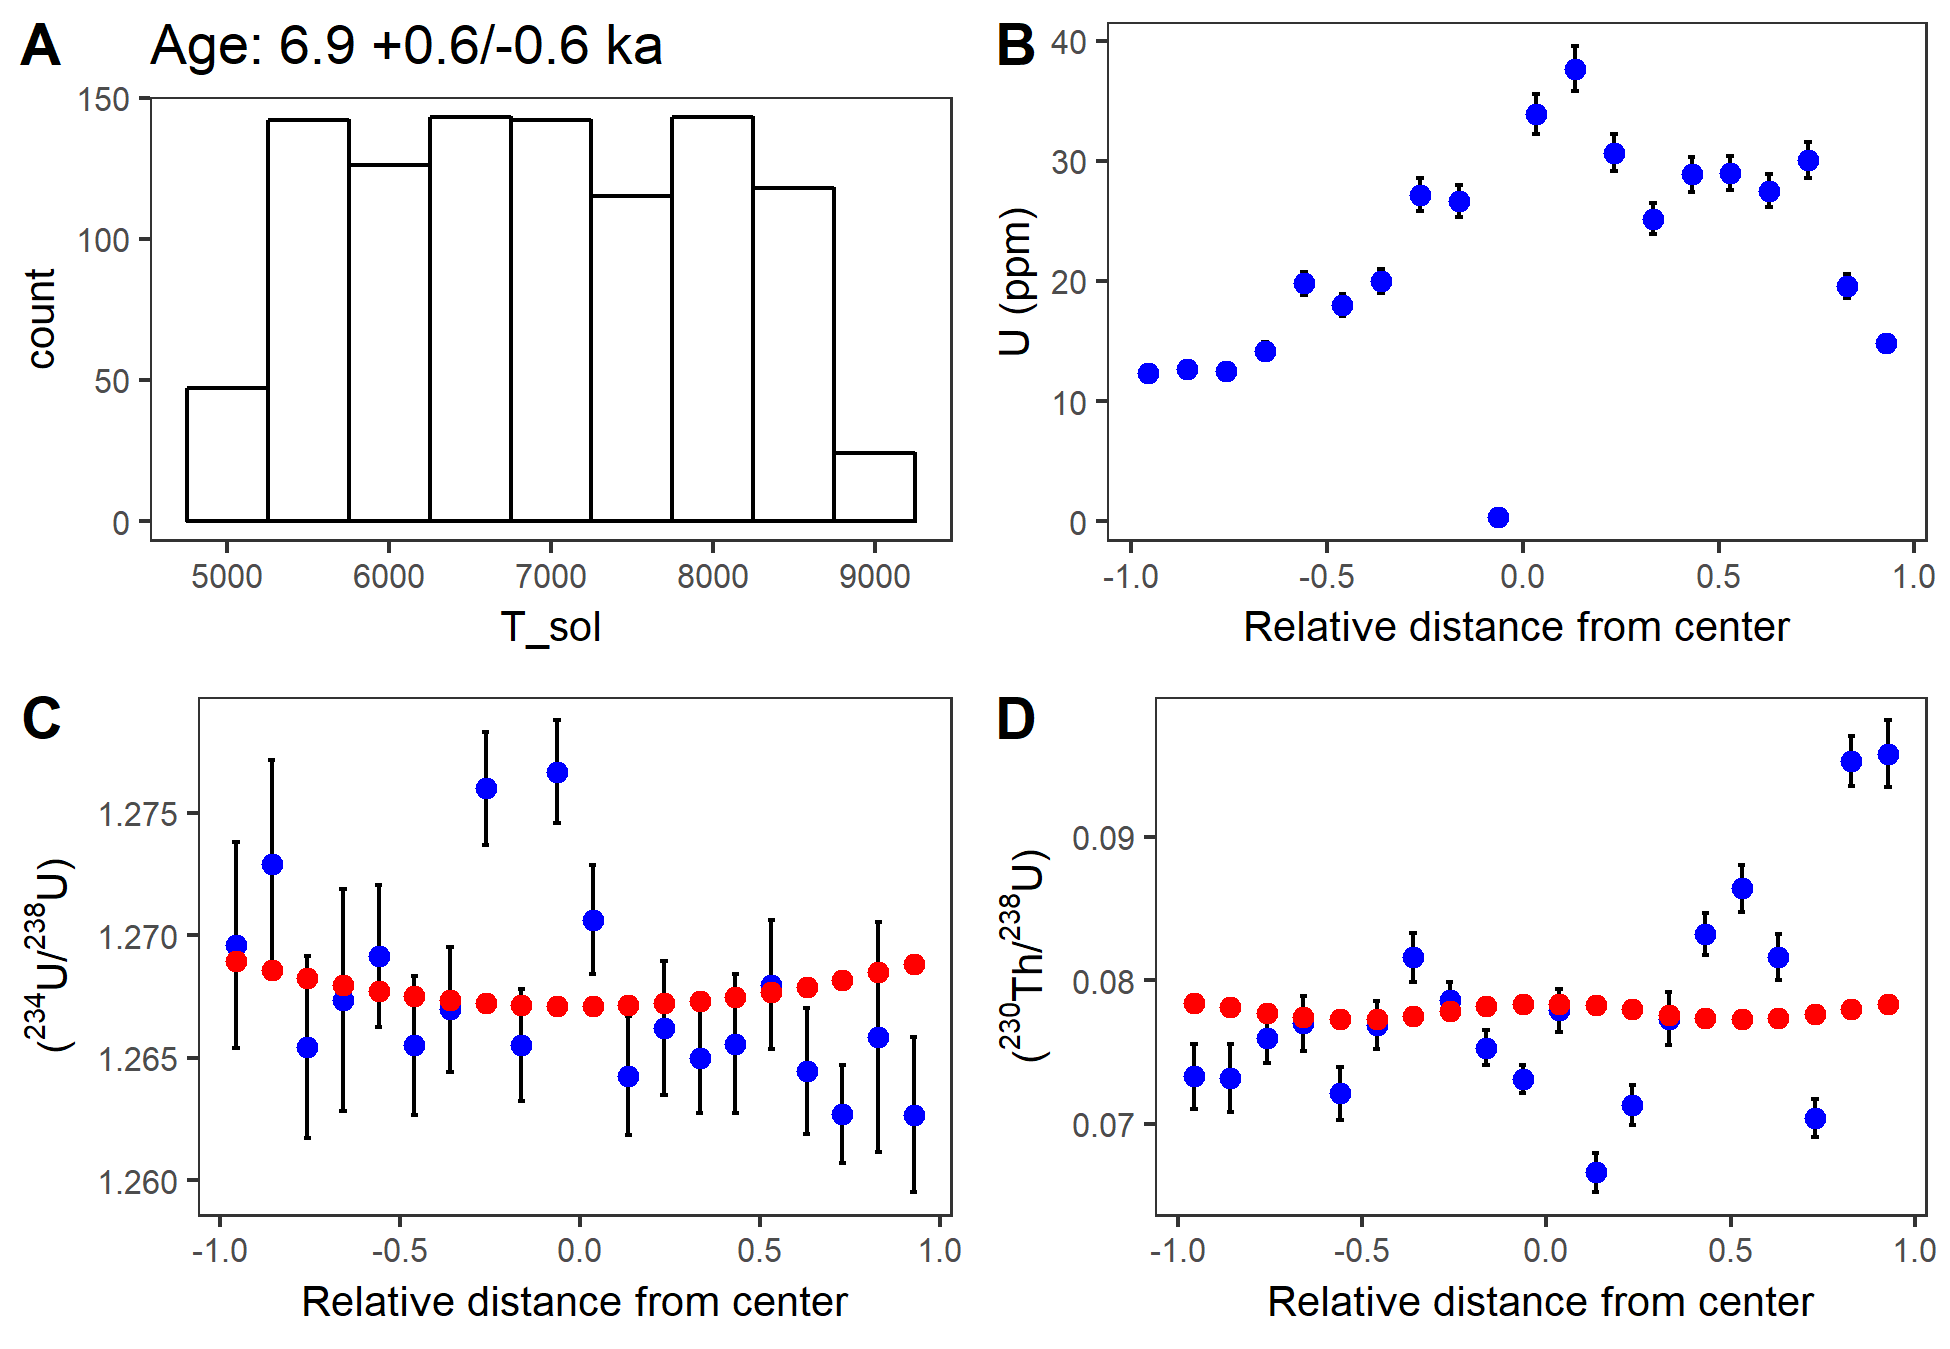 A Age: 6.9 +0.6/-0.6 ka
150
100
50
0
count
5000 6000 7000 8000 9000
T_sol
B
40
30
20
10
0
U (ppm)
-1.0 -0.5 0.0 0.5 1.0
Relative distance from center
C
1.275
1.270
1.265
1.260
(²³⁴U/²³⁸U)
-1.0 -0.5 0.0 0.5 1.0
Relative distance from center
D
0.09
0.08
0.07
(²³⁰Th/²³⁸U)
-1.0 -0.5 0.0 0.5 1.0
Relative distance from center